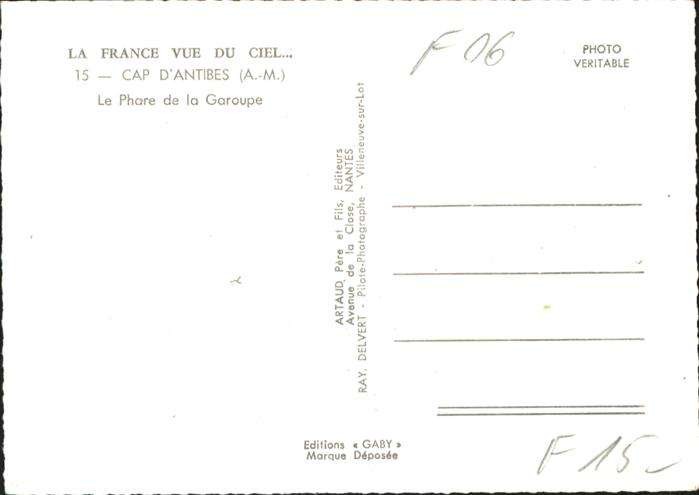 LA FRANCE VUE DU CIEL...
15 — CAP D'ANTIBES (A.-M.)
Le Phare de la Garoupe
F 06
PHOTO
VERITABLE
ARTAUD Père et Fils, Editeurs
Avenue de la Close, NANTES
RAY. DELVERT - Pilote-Photographe - Villeneuve-sur-Lot
Editions « GABY »
Marque Déposée
F 15-